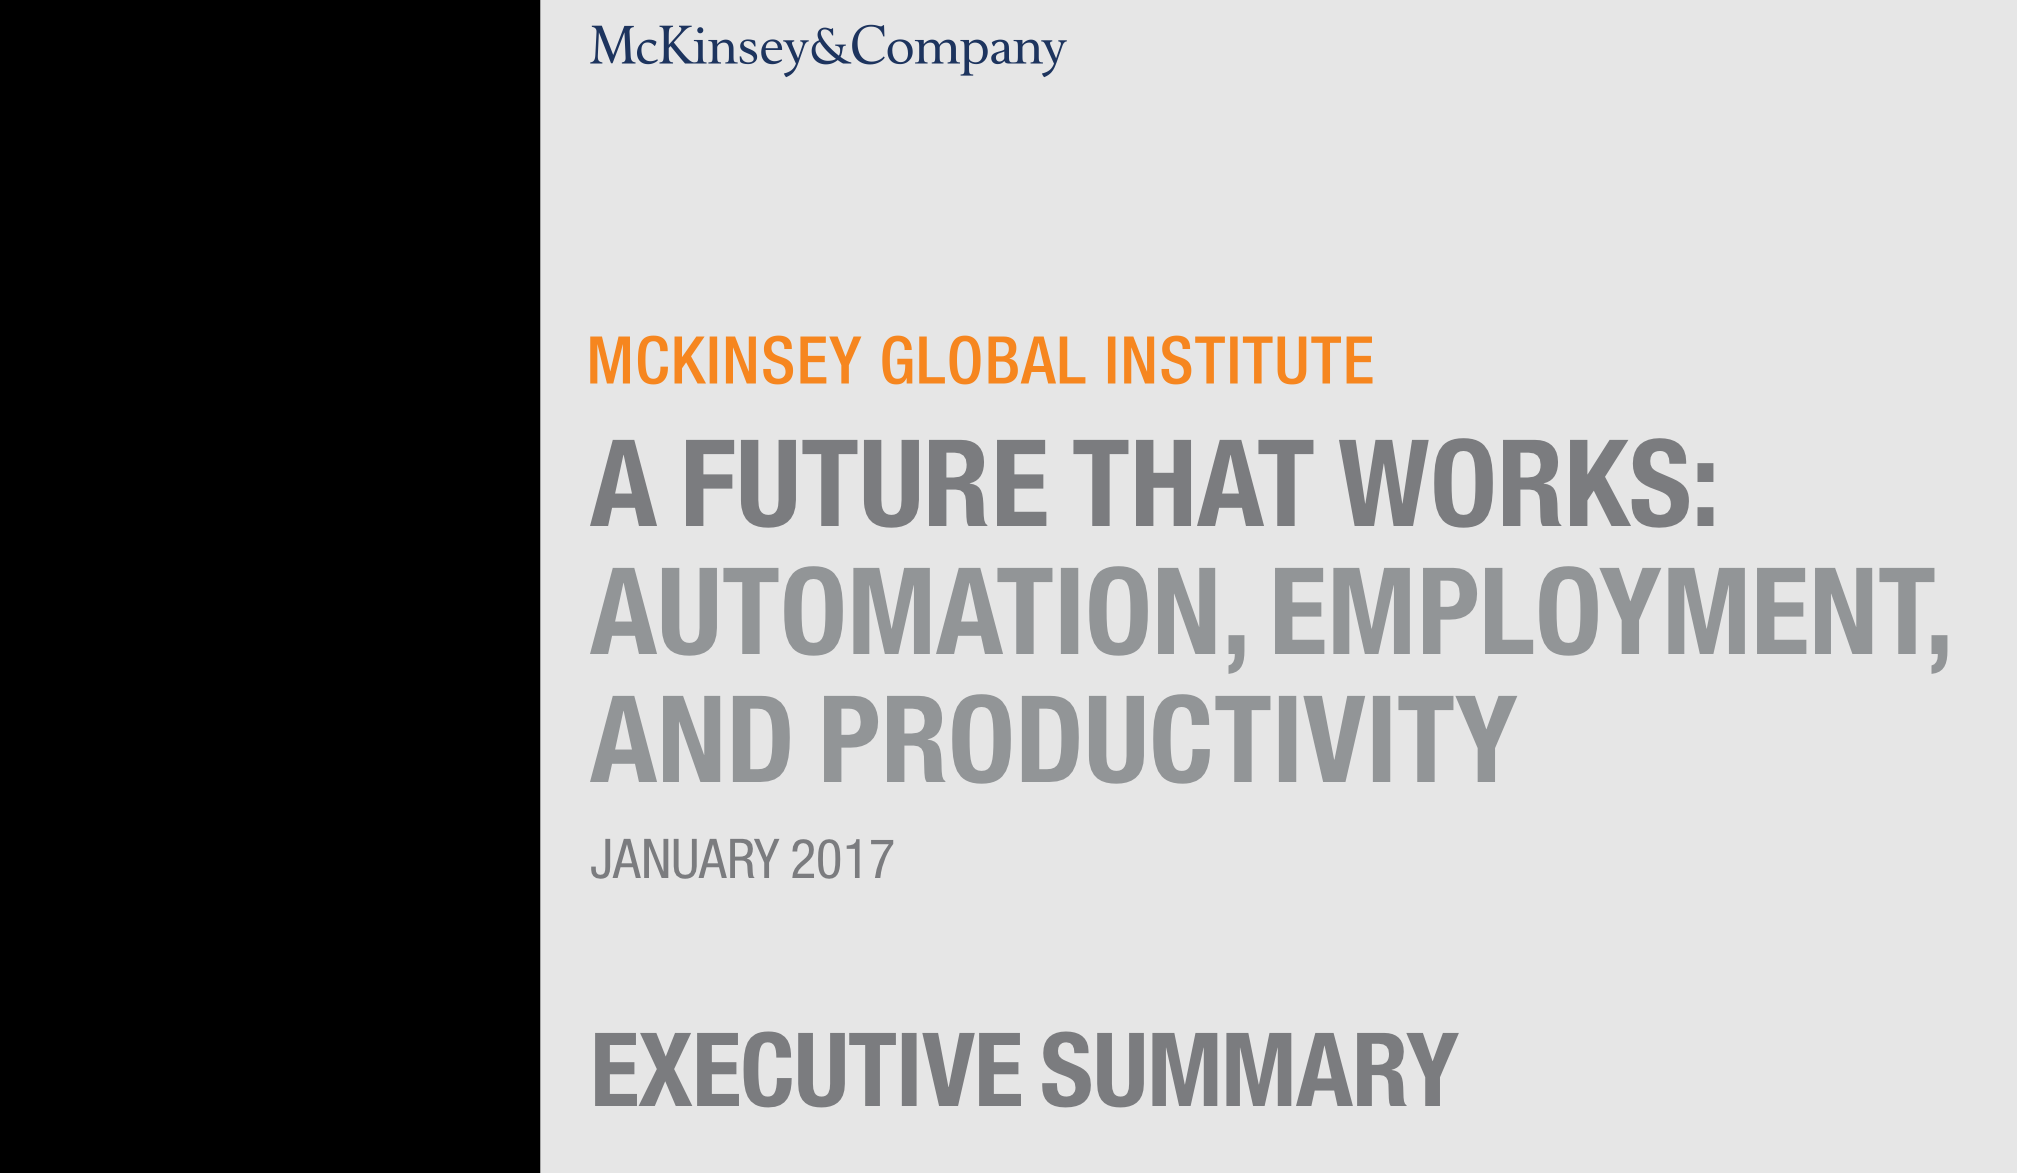 McKinsey&Company
MCKINSEY GLOBAL INSTITUTE
A FUTURE THAT WORKS:
AUTOMATION, EMPLOYMENT,
AND PRODUCTIVITY
JANUARY 2017
EXECUTIVE SUMMARY